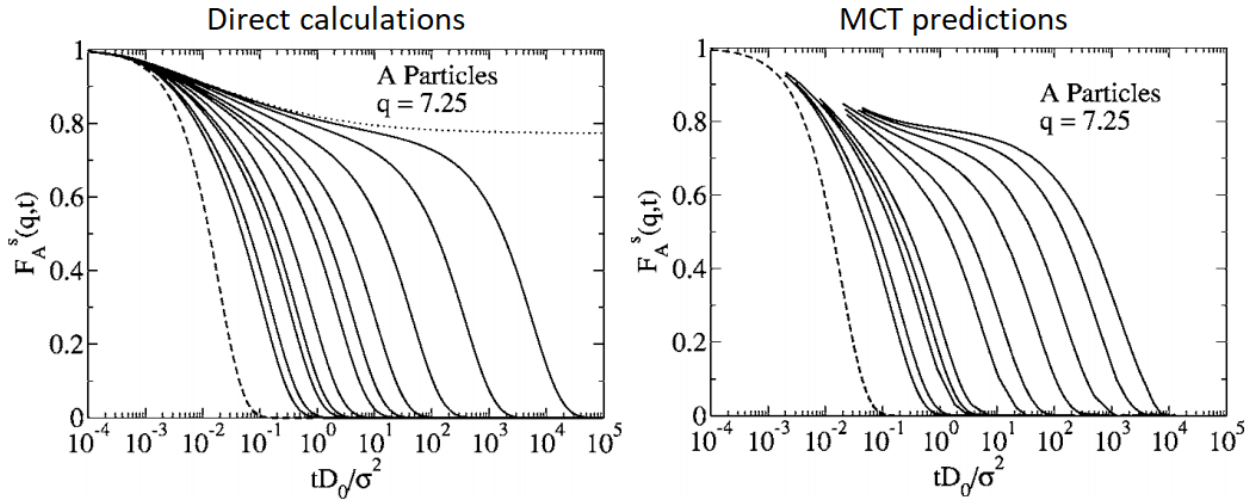 Direct calculations
MCT predictions
1
0.8
0.6
0.4
0.2
0
F_A^s(q,t)
A Particles
q = 7.25
10^-4 10^-3 10^-2 10^-1 10^0 10^1 10^2 10^3 10^4 10^5
tD_0/σ^2
1
0.8
0.6
0.4
0.2
0
F_A^s(q,t)
A Particles
q = 7.25
10^-4 10^-3 10^-2 10^-1 10^0 10^1 10^2 10^3 10^4 10^5
tD_0/σ^2